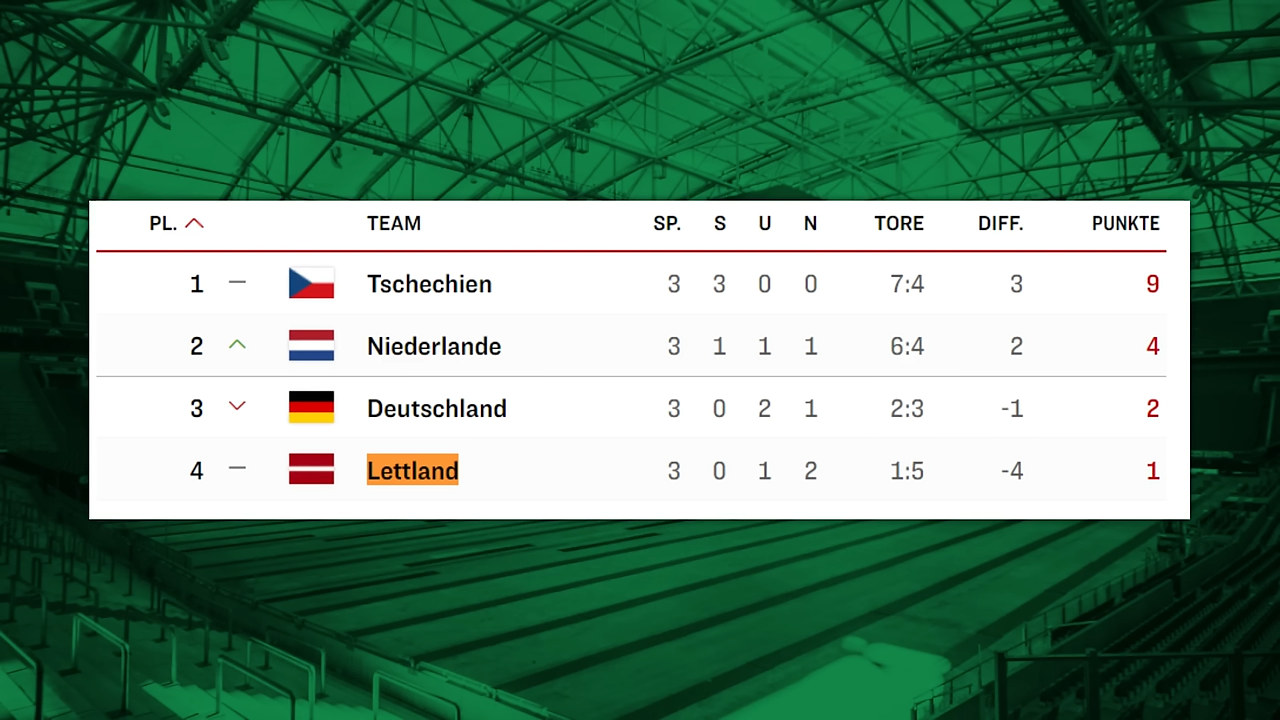 PL. TEAM SP. S U N TORE DIFF. PUNKTE
1 Tschechien 3 3 0 0 7:4 3 9
2 Niederlande 3 1 1 1 6:4 2 4
3 Deutschland 3 0 2 1 2:3 -1 2
4 Lettland 3 0 1 2 1:5 -4 1